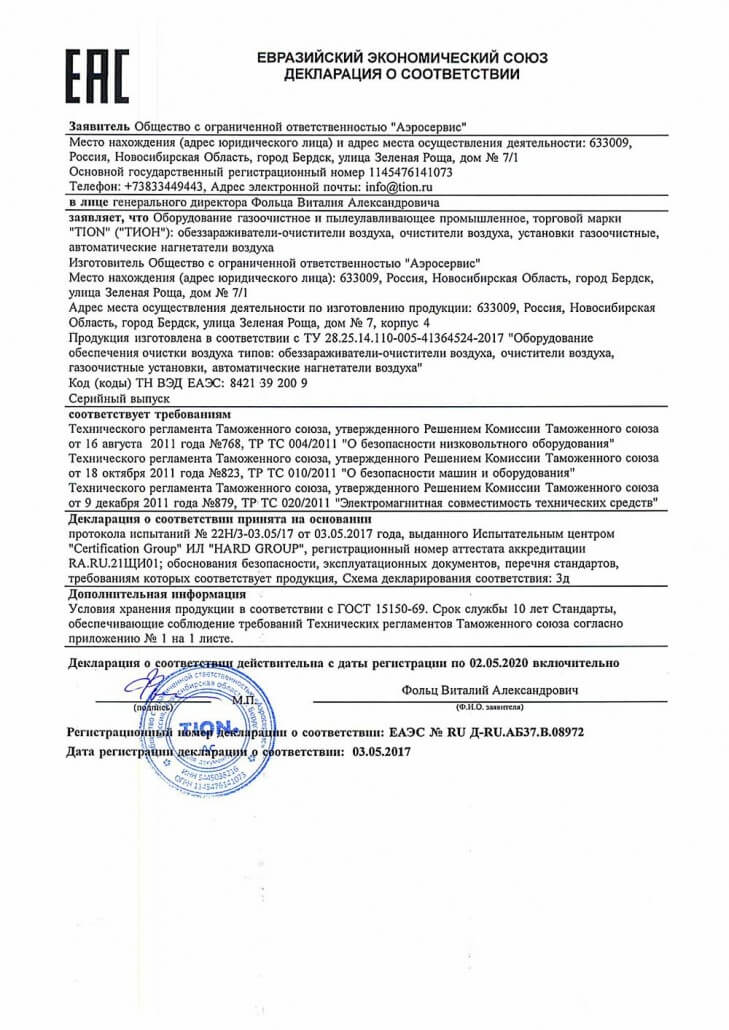 ЕАС
ЕВРАЗИЙСКИЙ ЭКОНОМИЧЕСКИЙ СОЮЗ
ДЕКЛАРАЦИЯ О СООТВЕТСТВИИ
Заявитель Общество с ограниченной ответственностью "Аэросервис"
Место нахождения (адрес юридического лица) и адрес места осуществления деятельности: 633009,
Россия, Новосибирская Область, город Бердск, улица Зеленая Роща, дом № 7/1
Основной государственный регистрационный номер 1145476141073
Телефон: +73833449443, Адрес электронной почты: info@tion.ru
в лице генерального директора Фольца Виталия Александровича
заявляет, что Оборудование газоочистное и пылеулавливающее промышленное, торговой марки
"TION" ("ТИОН"): обеззараживатели-очистители воздуха, очистители воздуха, установки газоочистные,
автоматические нагнетатели воздуха
Изготовитель Общество с ограниченной ответственностью "Аэросервис"
Место нахождения (адрес юридического лица): 633009, Россия, Новосибирская Область, город Бердск,
улица Зеленая Роща, дом № 7/1
Адрес места осуществления деятельности по изготовлению продукции: 633009, Россия, Новосибирская
Область, город Бердск, улица Зеленая Роща, дом № 7, корпус 4
Продукция изготовлена в соответствии с ТУ 28.25.14.110-005-41364524-2017 "Оборудование
обеспечения очистки воздуха типов: обеззараживатели-очистители воздуха, очистители воздуха,
газоочистные установки, автоматические нагнетатели воздуха"
Код (коды) ТН ВЭД ЕАЭС: 8421 39 200 9
Серийный выпуск
соответствует требованиям
Технического регламента Таможенного союза, утвержденного Решением Комиссии Таможенного союза
от 16 августа 2011 года №768, ТР ТС 004/2011 "О безопасности низковольтного оборудования"
Технического регламента Таможенного союза, утвержденного Решением Комиссии Таможенного союза
от 18 октября 2011 года №823, ТР ТС 010/2011 "О безопасности машин и оборудования"
Технического регламента Таможенного союза, утвержденного Решением Комиссии Таможенного союза
от 9 декабря 2011 года №879, ТР ТС 020/2011 "Электромагнитная совместимость технических средств"
Декларация о соответствии принята на основании
протокола испытаний № 22Н/3-03.05/17 от 03.05.2017 года, выданного Испытательным центром
"Certification Group" ИЛ "HARD GROUP", регистрационный номер аттестата аккредитации
RA.RU.21ЩИ01; обоснования безопасности, эксплуатационных документов, перечня стандартов,
требованиям которых соответствует продукция, Схема декларирования соответствия: 3д
Дополнительная информация
Условия хранения продукции в соответствии с ГОСТ 15150-69. Срок службы 10 лет Стандарты,
обеспечивающие соблюдение требований Технических регламентов Таможенного союза согласно
приложению № 1 на 1 листе.
Декларация о соответствии действительна с даты регистрации по 02.05.2020 включительно
М.П. Фольц Виталий Александрович
(подпись) (Ф.И.О. заявителя)
Регистрационный номер декларации о соответствии: ЕАЭС № RU Д-RU.АБ37.В.08972
Дата регистрации декларации о соответствии: 03.05.2017
TION
ОГРН 1145476141073